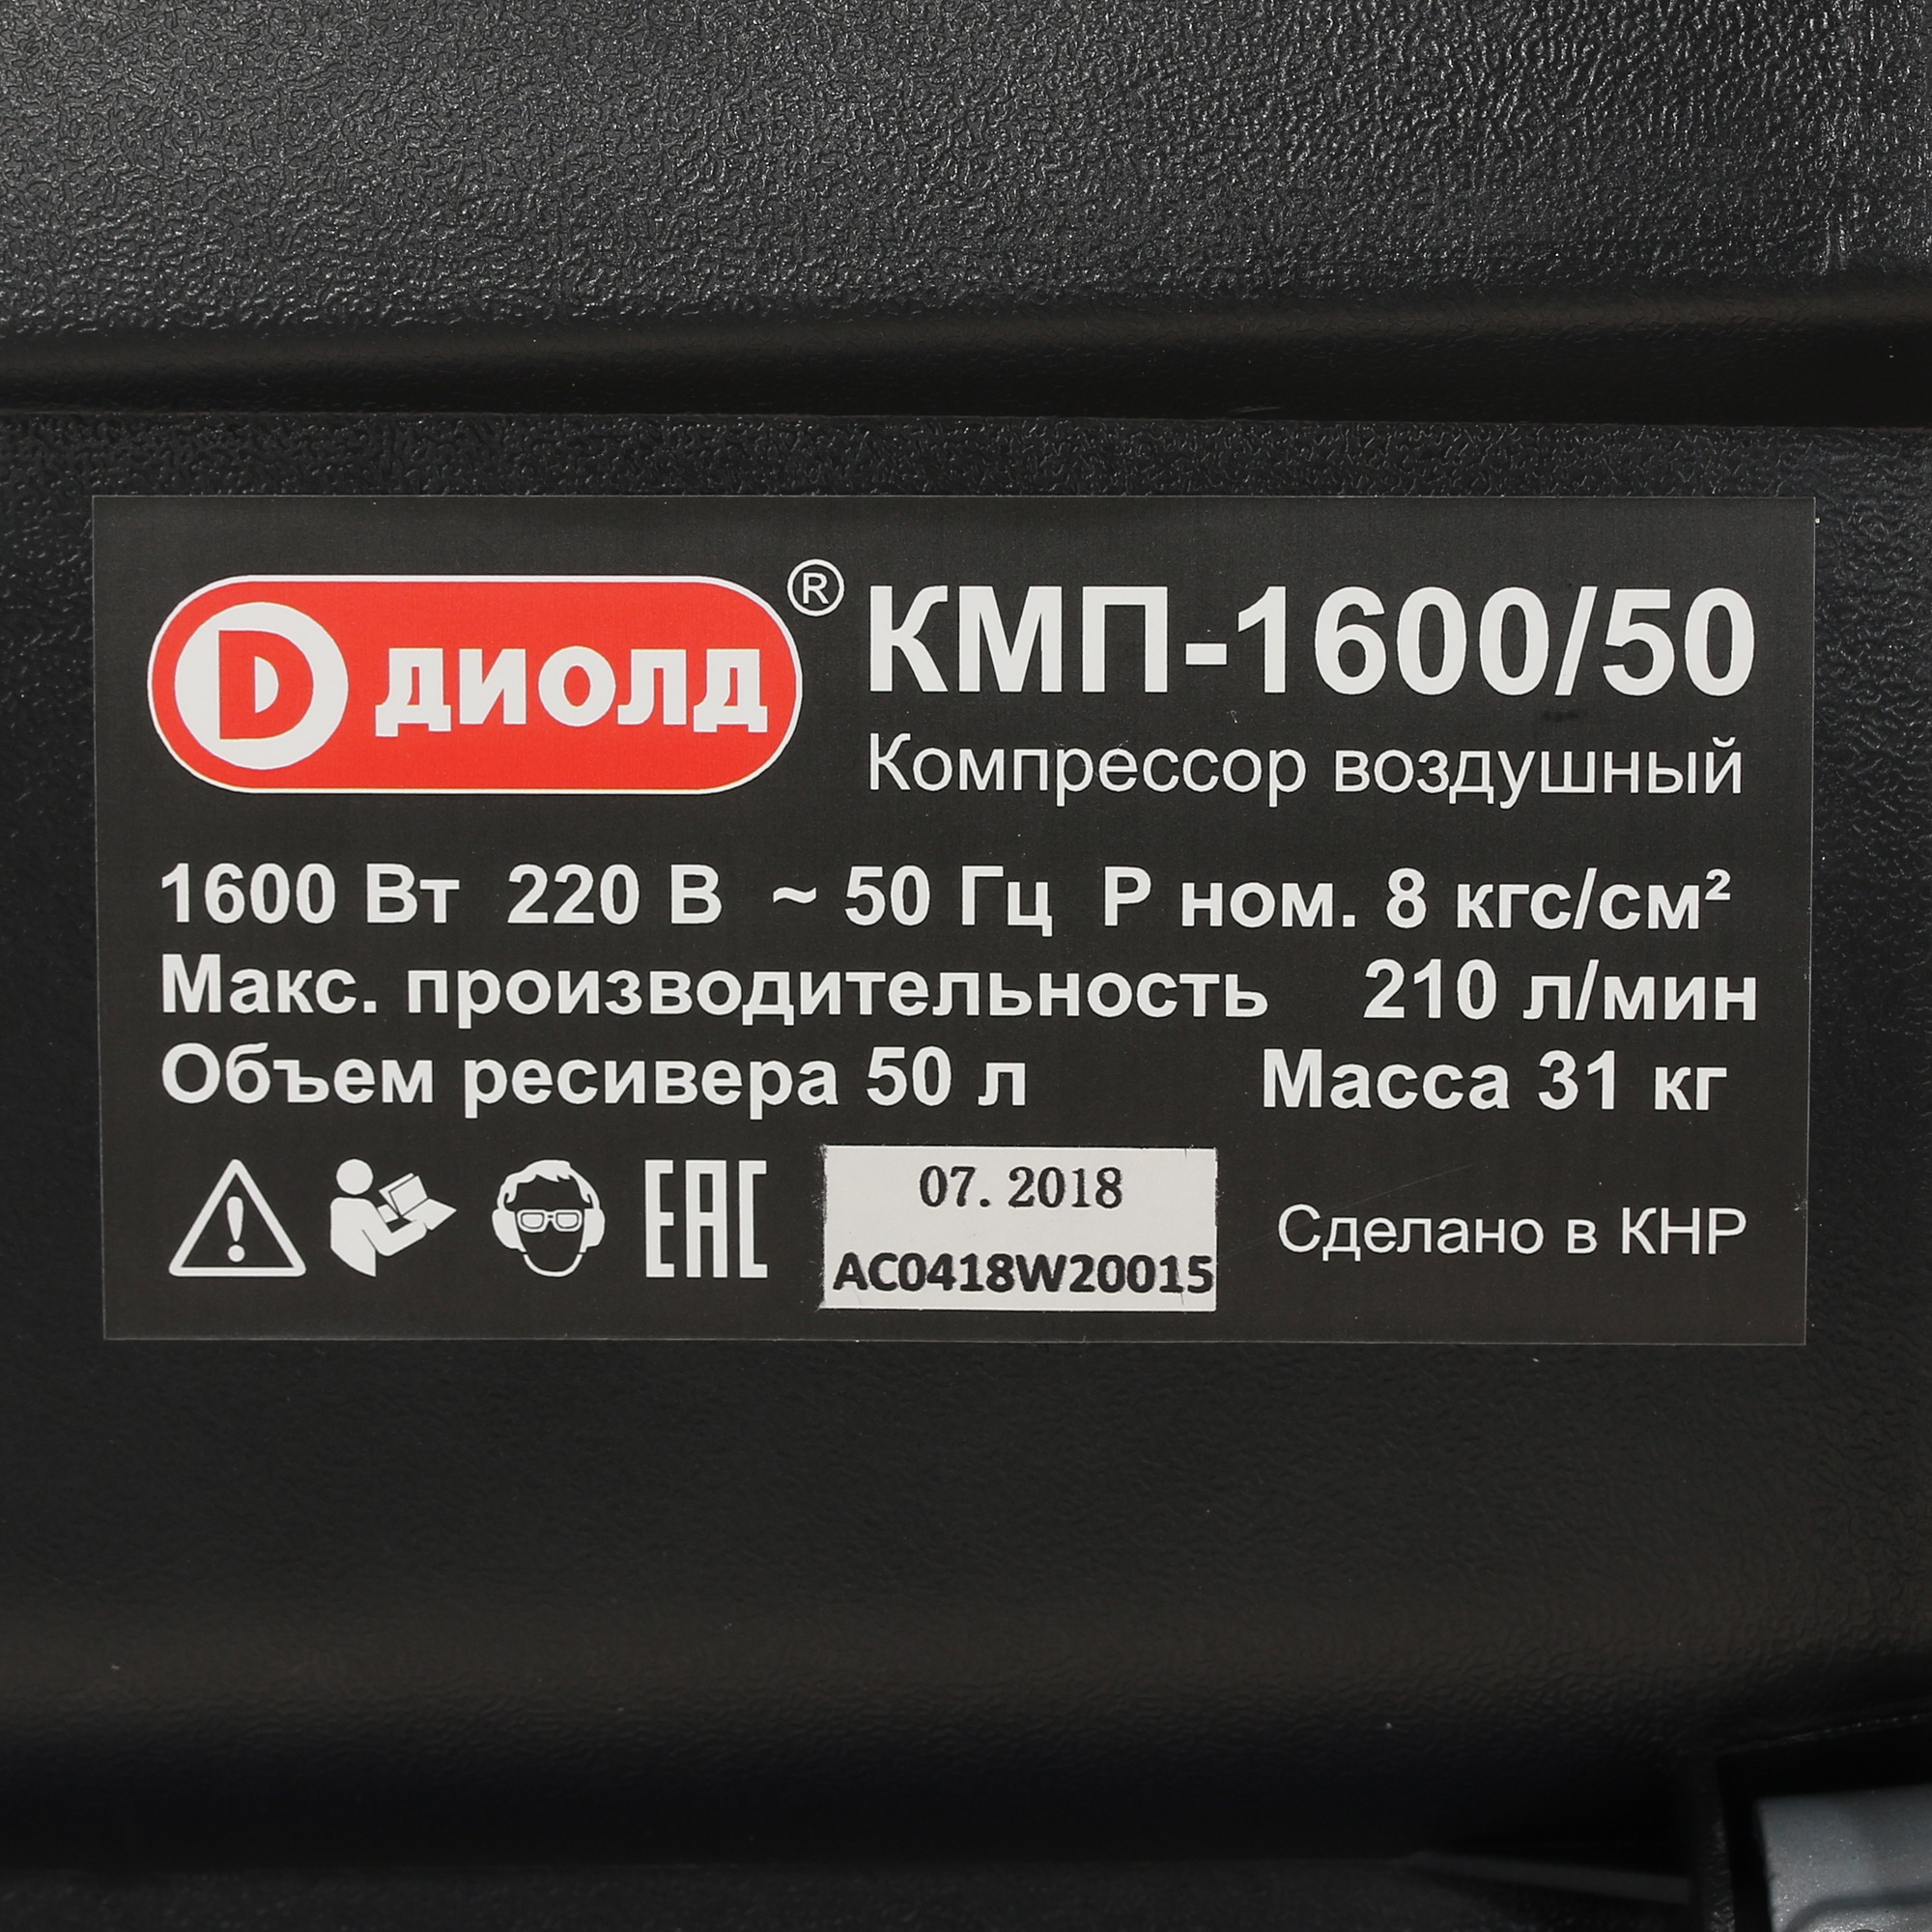 D ДИОЛД ® КМП-1600/50
Компрессор воздушный
1600 Вт 220 В ~ 50 Гц Р ном. 8 кгс/см²
Макс. производительность 210 л/мин
Объем ресивера 50 л Масса 31 кг
EAC
07. 2018
AC0418W20015
Сделано в КНР